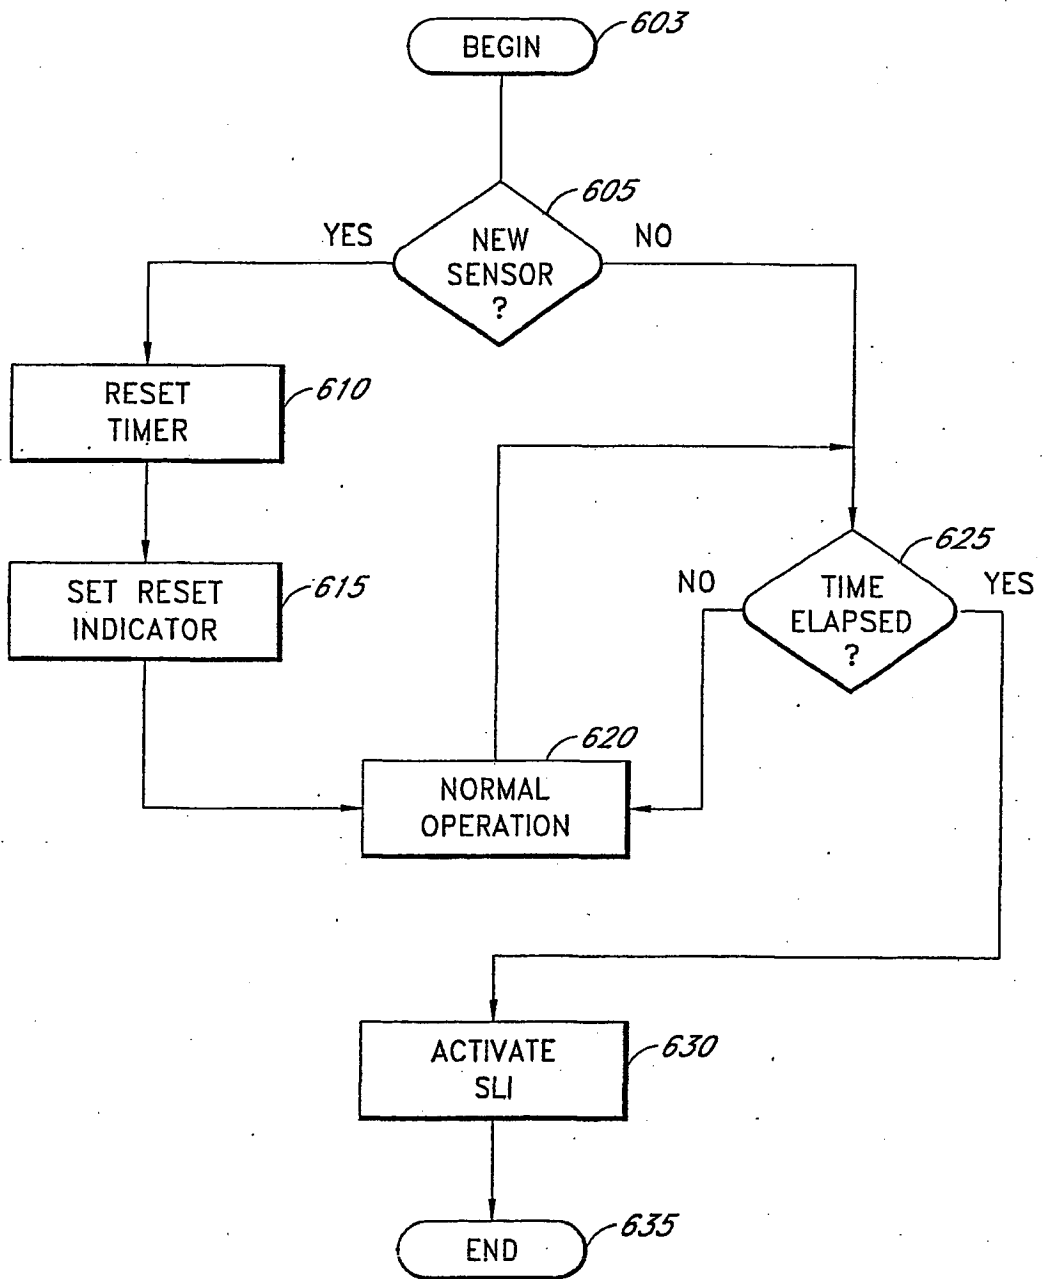 BEGIN
603
605
YES
NEW
SENSOR
?
NO
RESET
TIMER
610
SET RESET
INDICATOR
615
625
NO
TIME
ELAPSED
?
YES
620
NORMAL
OPERATION
ACTIVATE
SLI
630
END
635